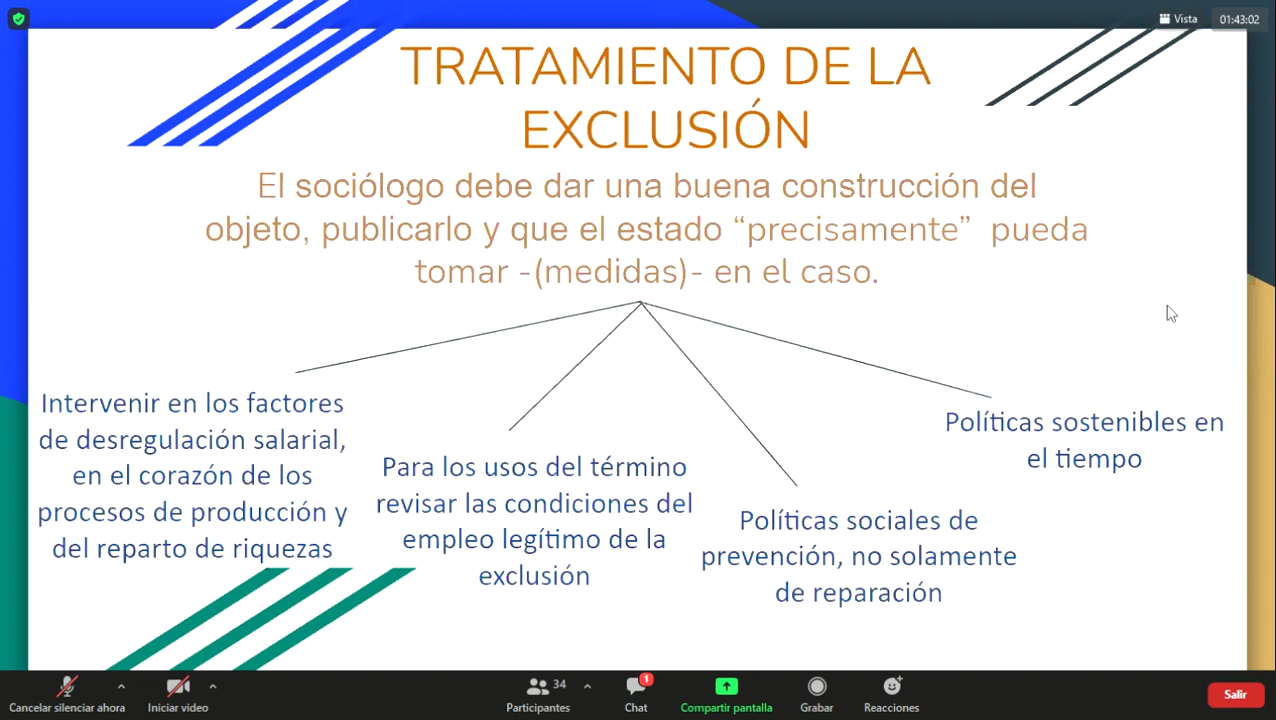 Vista
01:43:02
TRATAMIENTO DE LA
EXCLUSIÓN
El sociólogo debe dar una buena construcción del
objeto, publicarlo y que el estado “precisamente” pueda
tomar -(medidas)- en el caso.
Intervenir en los factores
de desregulación salarial,
en el corazón de los
procesos de producción y
del reparto de riquezas
Para los usos del término
revisar las condiciones del
empleo legítimo de la
exclusión
Políticas sociales de
prevención, no solamente
de reparación
Políticas sostenibles en
el tiempo
Cancelar silenciar ahora
Iniciar video
34
Participantes
1
Chat
Compartir pantalla
Grabar
Reacciones
Salir